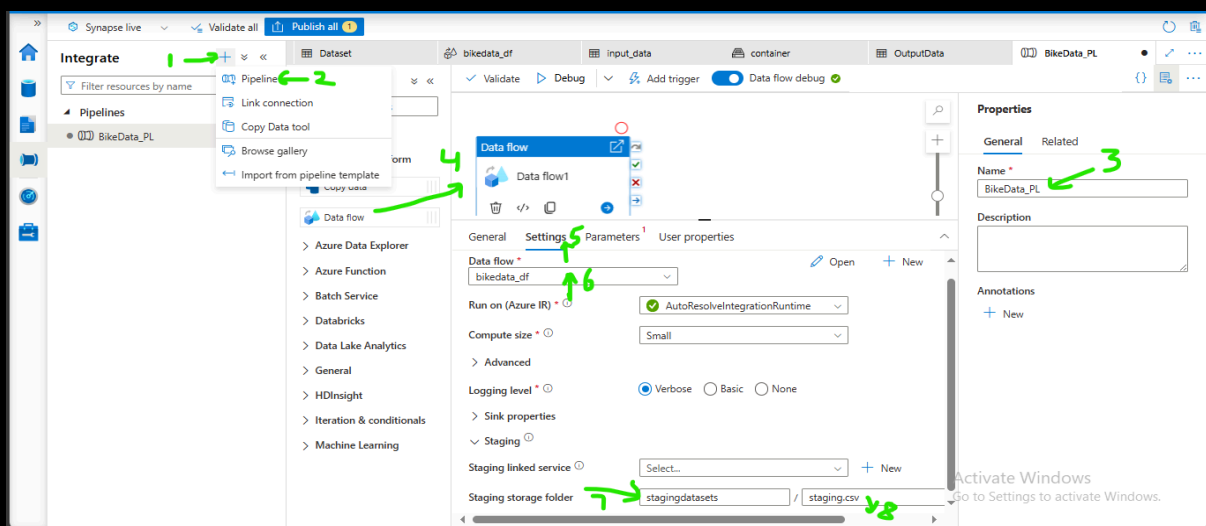 Synapse live
Validate all
Publish all 1
Integrate
Filter resources by name
Pipelines
BikeData_PL
1
2
Pipeline
Link connection
Copy Data tool
Browse gallery
Import from pipeline template
Dataset
bikedata_df
input_data
container
OutputData
BikeData_PL
Validate
Debug
Add trigger
Data flow debug
Copy data
Data flow
Azure Data Explorer
Azure Function
Batch Service
Databricks
Data Lake Analytics
General
HDInsight
Iteration & conditionals
Machine Learning
4
Data flow
Data flow1
General
Settings
5
Parameters 1
User properties
Data flow *
bikedata_df
6
Open
New
Run on (Azure IR) *
AutoResolveIntegrationRuntime
Compute size *
Small
Advanced
Logging level *
Verbose
Basic
None
Sink properties
Staging
Staging linked service
Select...
New
Staging storage folder
7
stagingdatasets
/
staging.csv
8
Properties
General
Related
3
Name *
BikeData_PL
Description
Annotations
New
Activate Windows
Go to Settings to activate Windows.